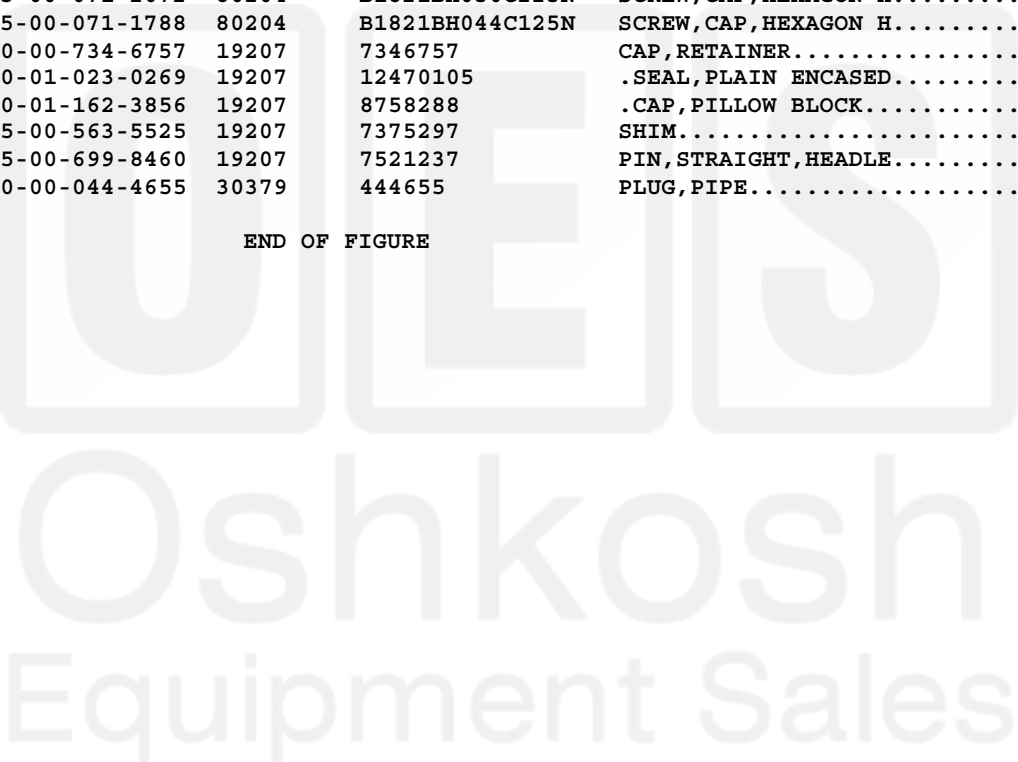 5-00-071-1788 80204 B1821BH044C125N SCREW,CAP,HEXAGON H.........
0-00-734-6757 19207 7346757 CAP,RETAINER................
0-01-023-0269 19207 12470105 .SEAL,PLAIN ENCASED.........
0-01-162-3856 19207 8758288 .CAP,PILLOW BLOCK...........
5-00-563-5525 19207 7375297 SHIM........................
5-00-699-8460 19207 7521237 PIN,STRAIGHT,HEADLE.........
0-00-044-4655 30379 444655 PLUG,PIPE...................
END OF FIGURE
OES
Oshkosh
Equipment Sales